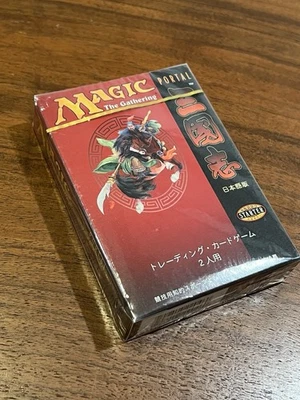 MAGIC
The Gathering
PORTAL
三國志
日本語版
STARTER
トレーディング・カードゲーム
2人用